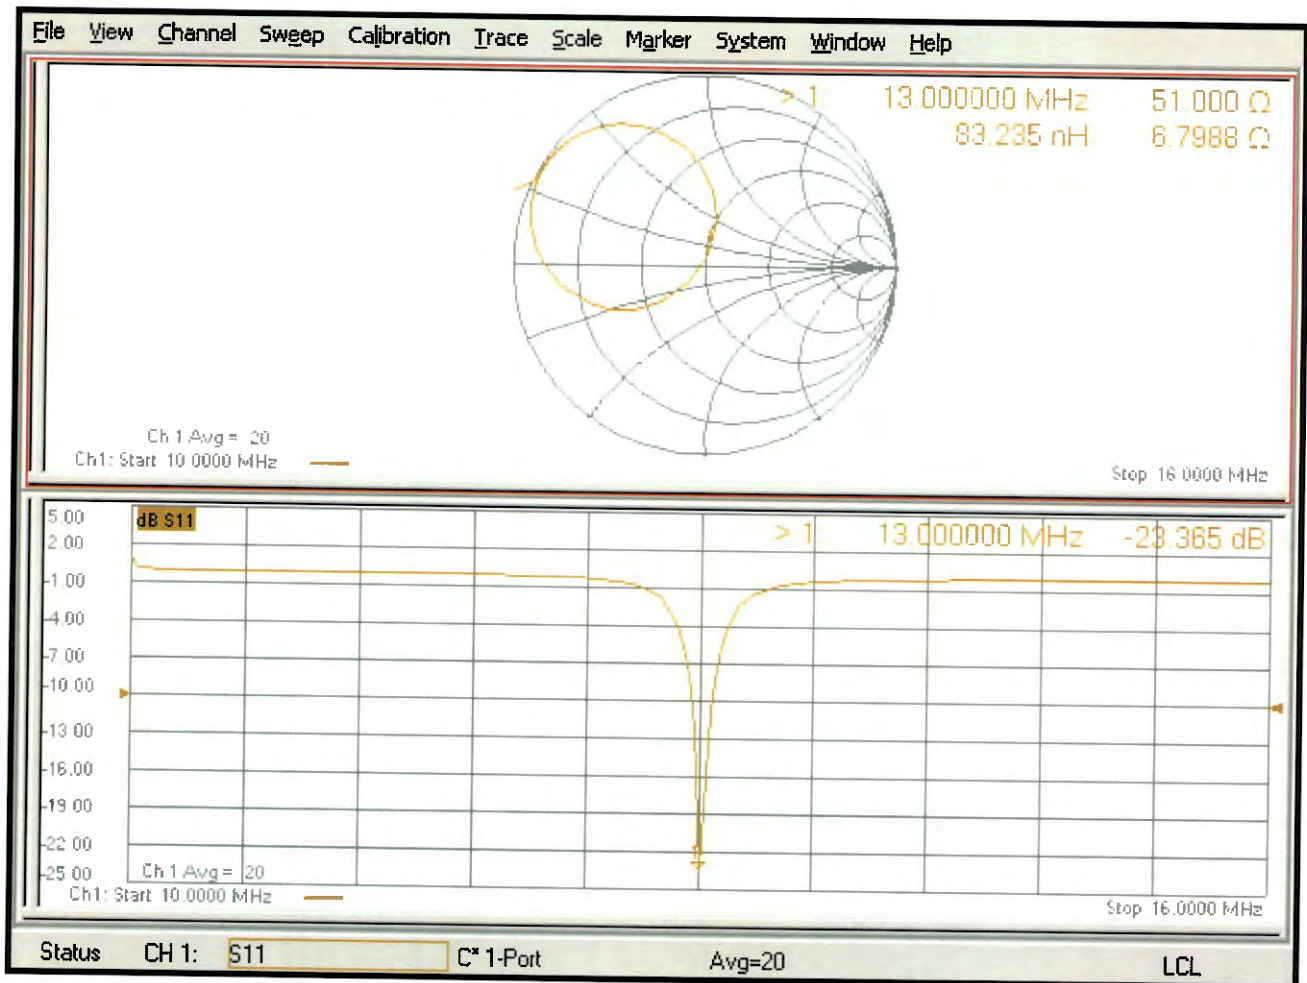 File View Channel Sweep Calibration Trace Scale Marker System Window Help
> 1: 13.000000 MHz 51.000 Ω
83.235 nH 6.7988 Ω
Ch 1 Avg = 20
Ch1: Start 10.0000 MHz
Stop 16.0000 MHz
5.00
dB S11
> 1: 13.000000 MHz -23.365 dB
2.00
-1.00
-4.00
-7.00
-10.00
-13.00
-16.00
-19.00
-22.00
-25.00
Ch 1 Avg = 20
Ch1: Start 10.0000 MHz
Stop 16.0000 MHz
Status CH 1: S11 C* 1-Port Avg=20 LCL